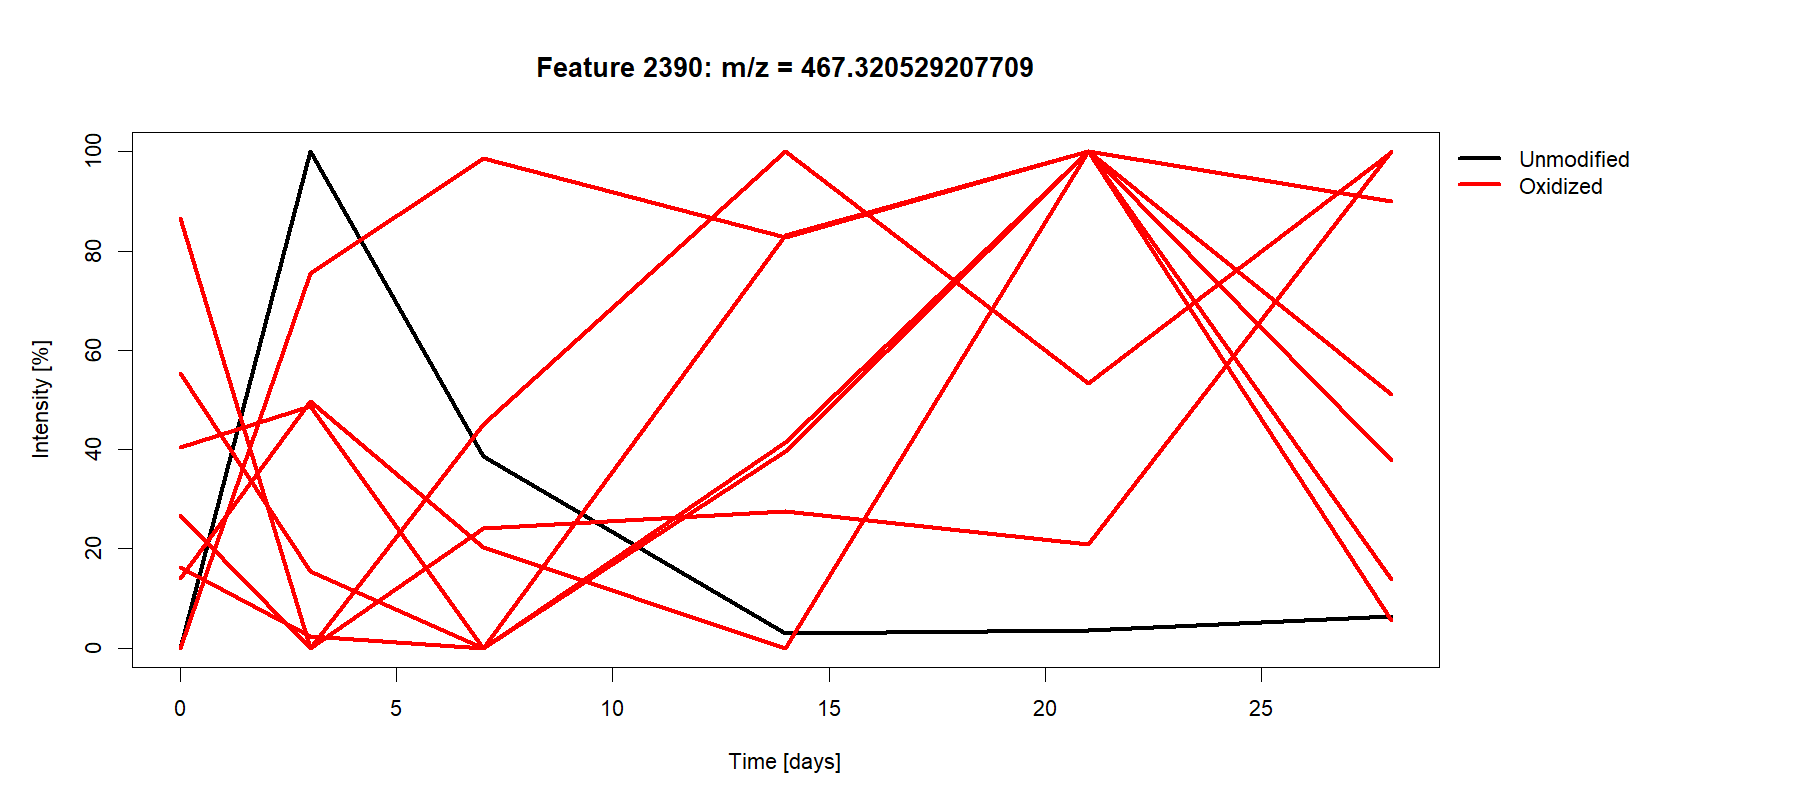 Feature 2390: m/z = 467.320529207709
Unmodified
Oxidized
Intensity [%]
100
80
60
40
20
0
0 5 10 15 20 25
Time [days]